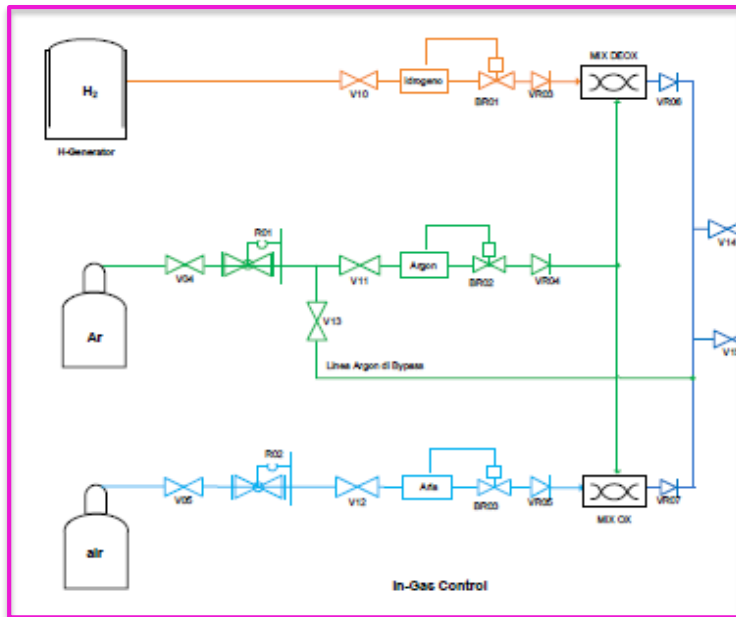 MIX DEOX
H₂
Idrogeno
V10
BR01
VR03
VR06
H-Generator
R01
V14
V04
V11
Argon
BR02
VR04
Ar
V13
Linea Argon di Bypass
R02
V05
V12
Aria
BR03
VR05
VR07
MIX OX
air
In-Gas Control